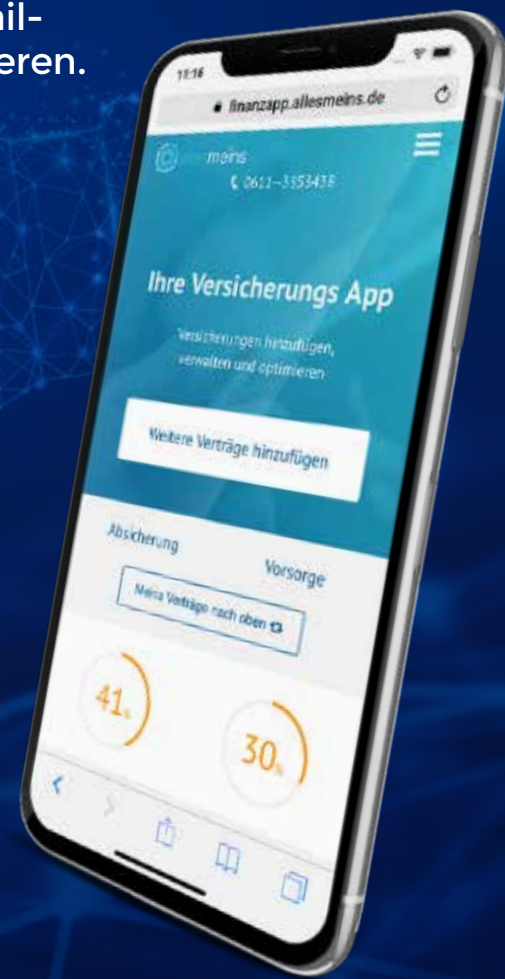 il-
eren.
11:16
finanzapp.allesmeins.de
meins
0611-3353438
Ihre Versicherungs App
Versicherungen hinzufügen,
verwalten und optimieren
Weitere Verträge hinzufügen
Absicherung Vorsorge
Meine Verträge nach oben
41%
30%